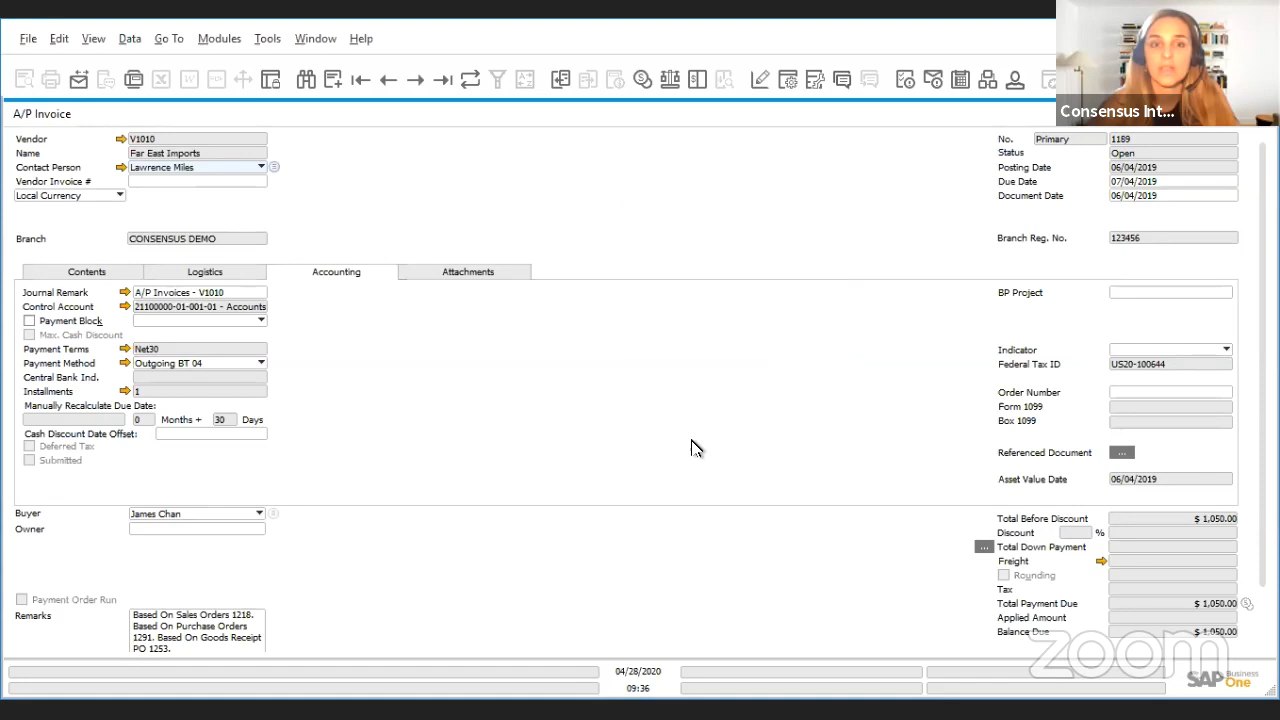 File Edit View Data Go To Modules Tools Window Help
Consensus Int...
A/P Invoice
Vendor V1010
Name Far East Imports
Contact Person Lawrence Miles
Vendor Invoice #
Local Currency
No. Primary 1189
Status Open
Posting Date 06/04/2019
Due Date 07/04/2019
Document Date 06/04/2019
Branch CONSENSUS DEMO
Branch Reg. No. 123456
Contents Logistics Accounting Attachments
Journal Remark A/P Invoices - V1010
Control Account 21100000-01-001-01 - Accounts
Payment Block
Max. Cash Discount
Payment Terms Net30
Payment Method Outgoing BT 04
Central Bank Ind.
Installments 1
Manually Recalculate Due Date:
0 Months + 30 Days
Cash Discount Date Offset:
Deferred Tax
Submitted
BP Project
Indicator
Federal Tax ID US20-100644
Order Number
Form 1099
Box 1099
Referenced Document ...
Asset Value Date 06/04/2019
Buyer James Chan
Owner
Payment Order Run
Remarks Based On Sales Orders 1218.
Based On Purchase Orders
1291. Based On Goods Receipt
PO 1253.
Total Before Discount $ 1,050.00
Discount %
... Total Down Payment
Freight
Rounding
Tax
Total Payment Due $ 1,050.00
Applied Amount
Balance Due $ 1,050.00
zoom
04/28/2020
09:36
SAP Business One